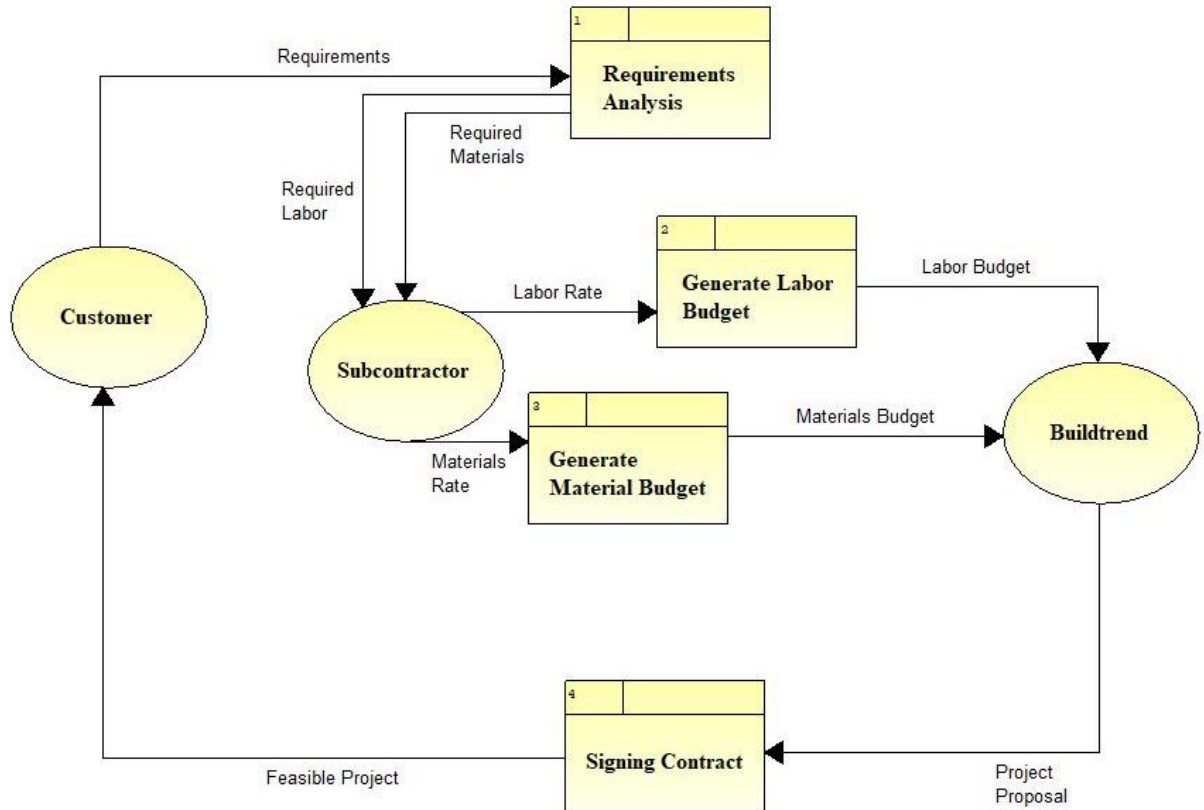 1
Requirements
Requirements
Analysis
Required
Materials
Required
Labor
2
Customer
Labor Rate
Generate Labor
Budget
Labor Budget
Subcontractor
3
Materials
Rate
Generate
Material Budget
Materials Budget
Buildtrend
4
Signing Contract
Feasible Project
Project
Proposal